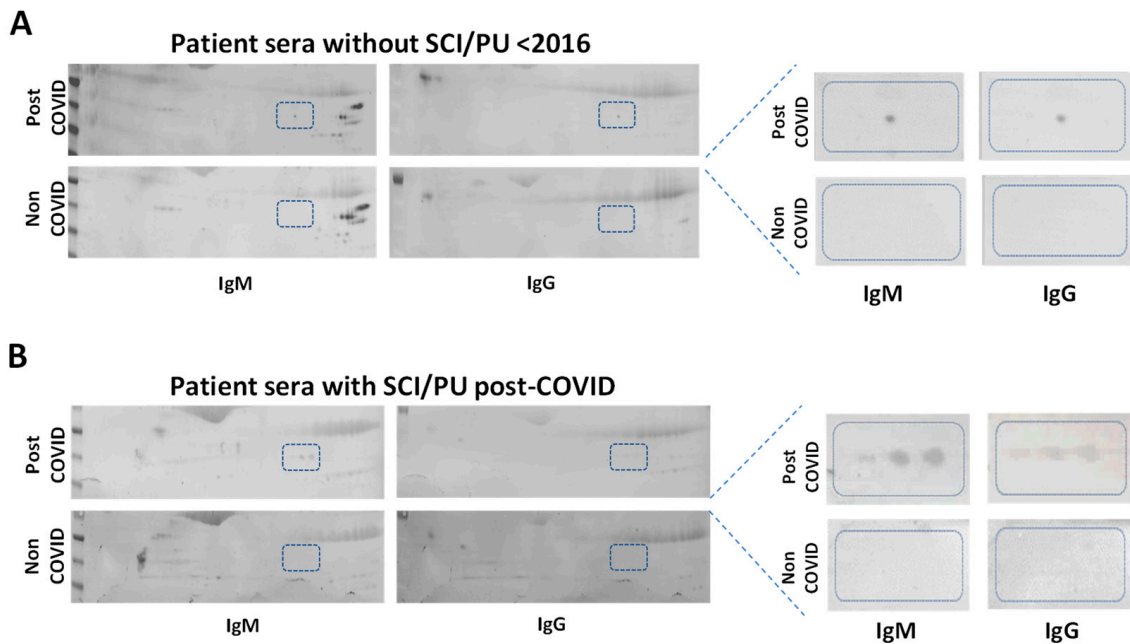 A
Patient sera without SCI/PU <2016
Post
COVID
Non
COVID
IgM
IgG
Post
COVID
Non
COVID
IgM
IgG
B
Patient sera with SCI/PU post-COVID
Post
COVID
Non
COVID
IgM
IgG
Post
COVID
Non
COVID
IgM
IgG